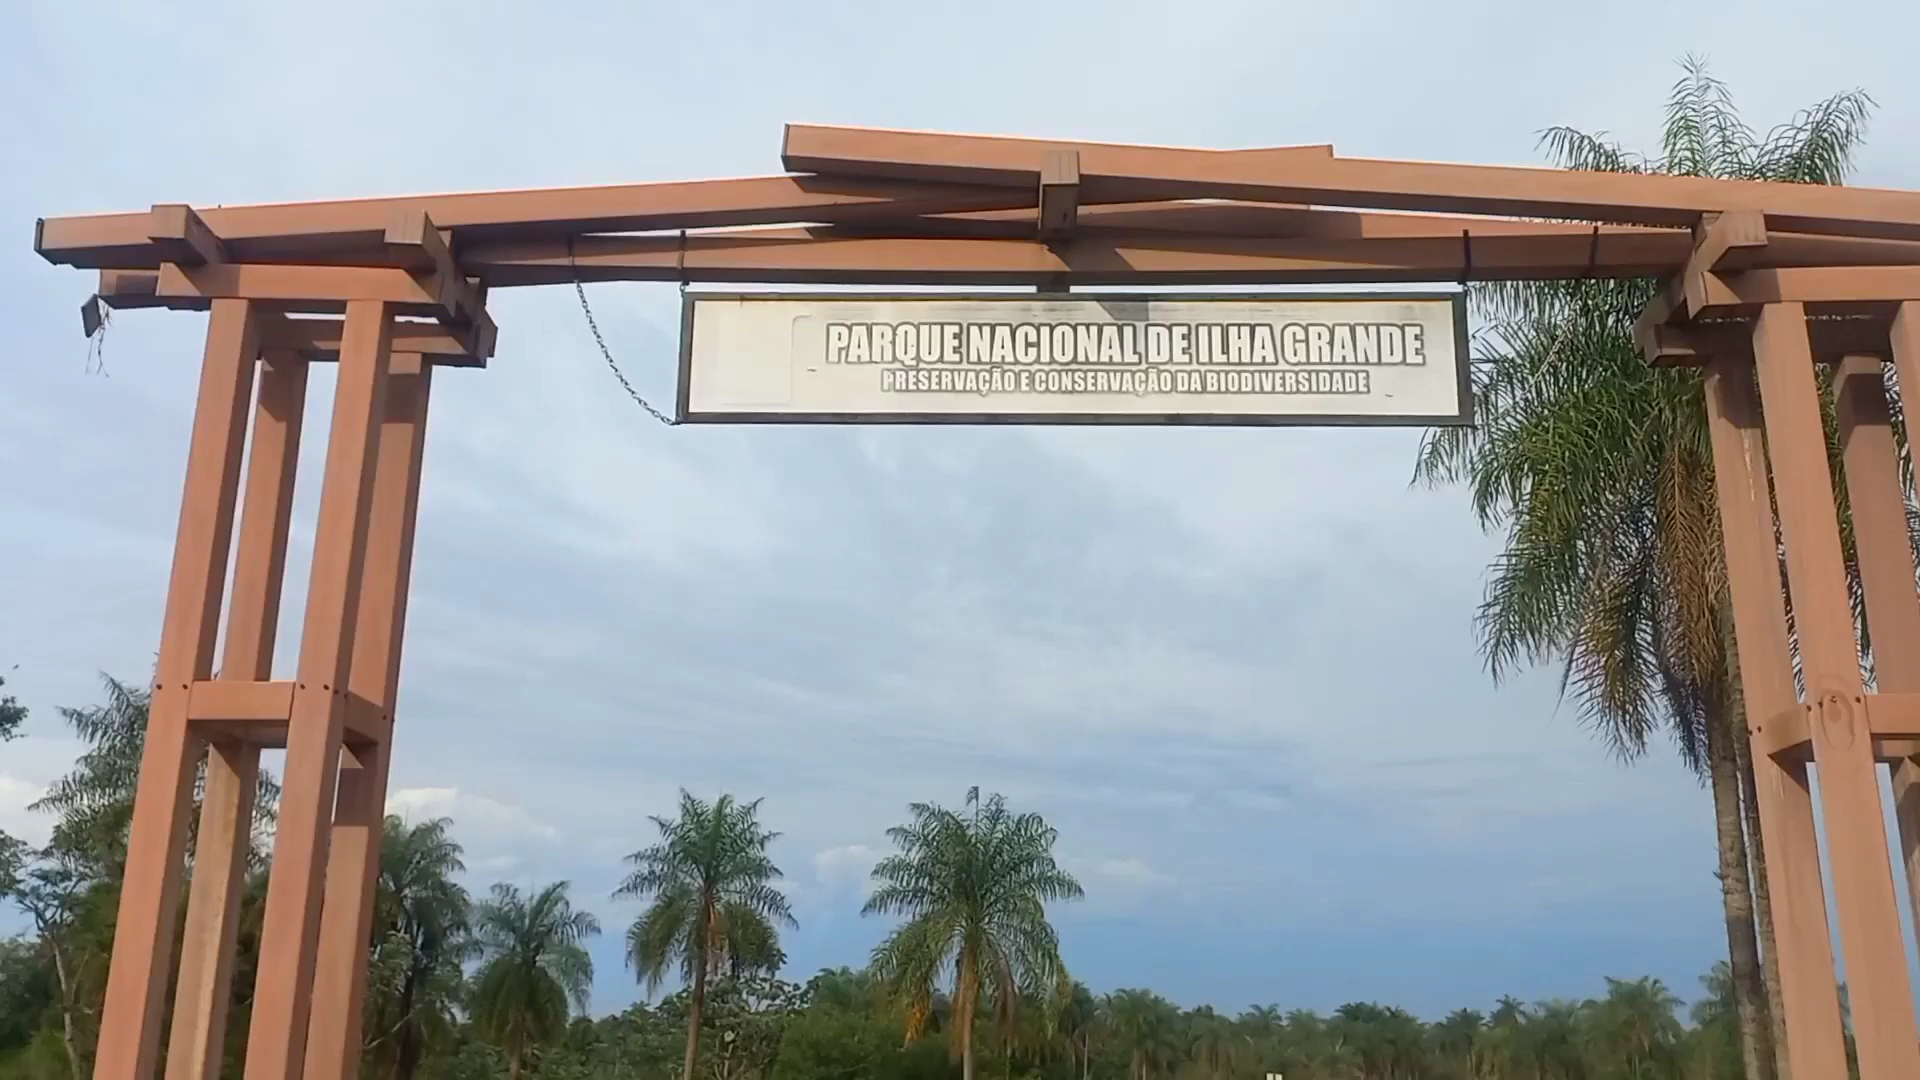 PARQUE NACIONAL DE ILHA GRANDE
PRESERVAÇÃO E CONSERVAÇÃO DA BIODIVERSIDADE